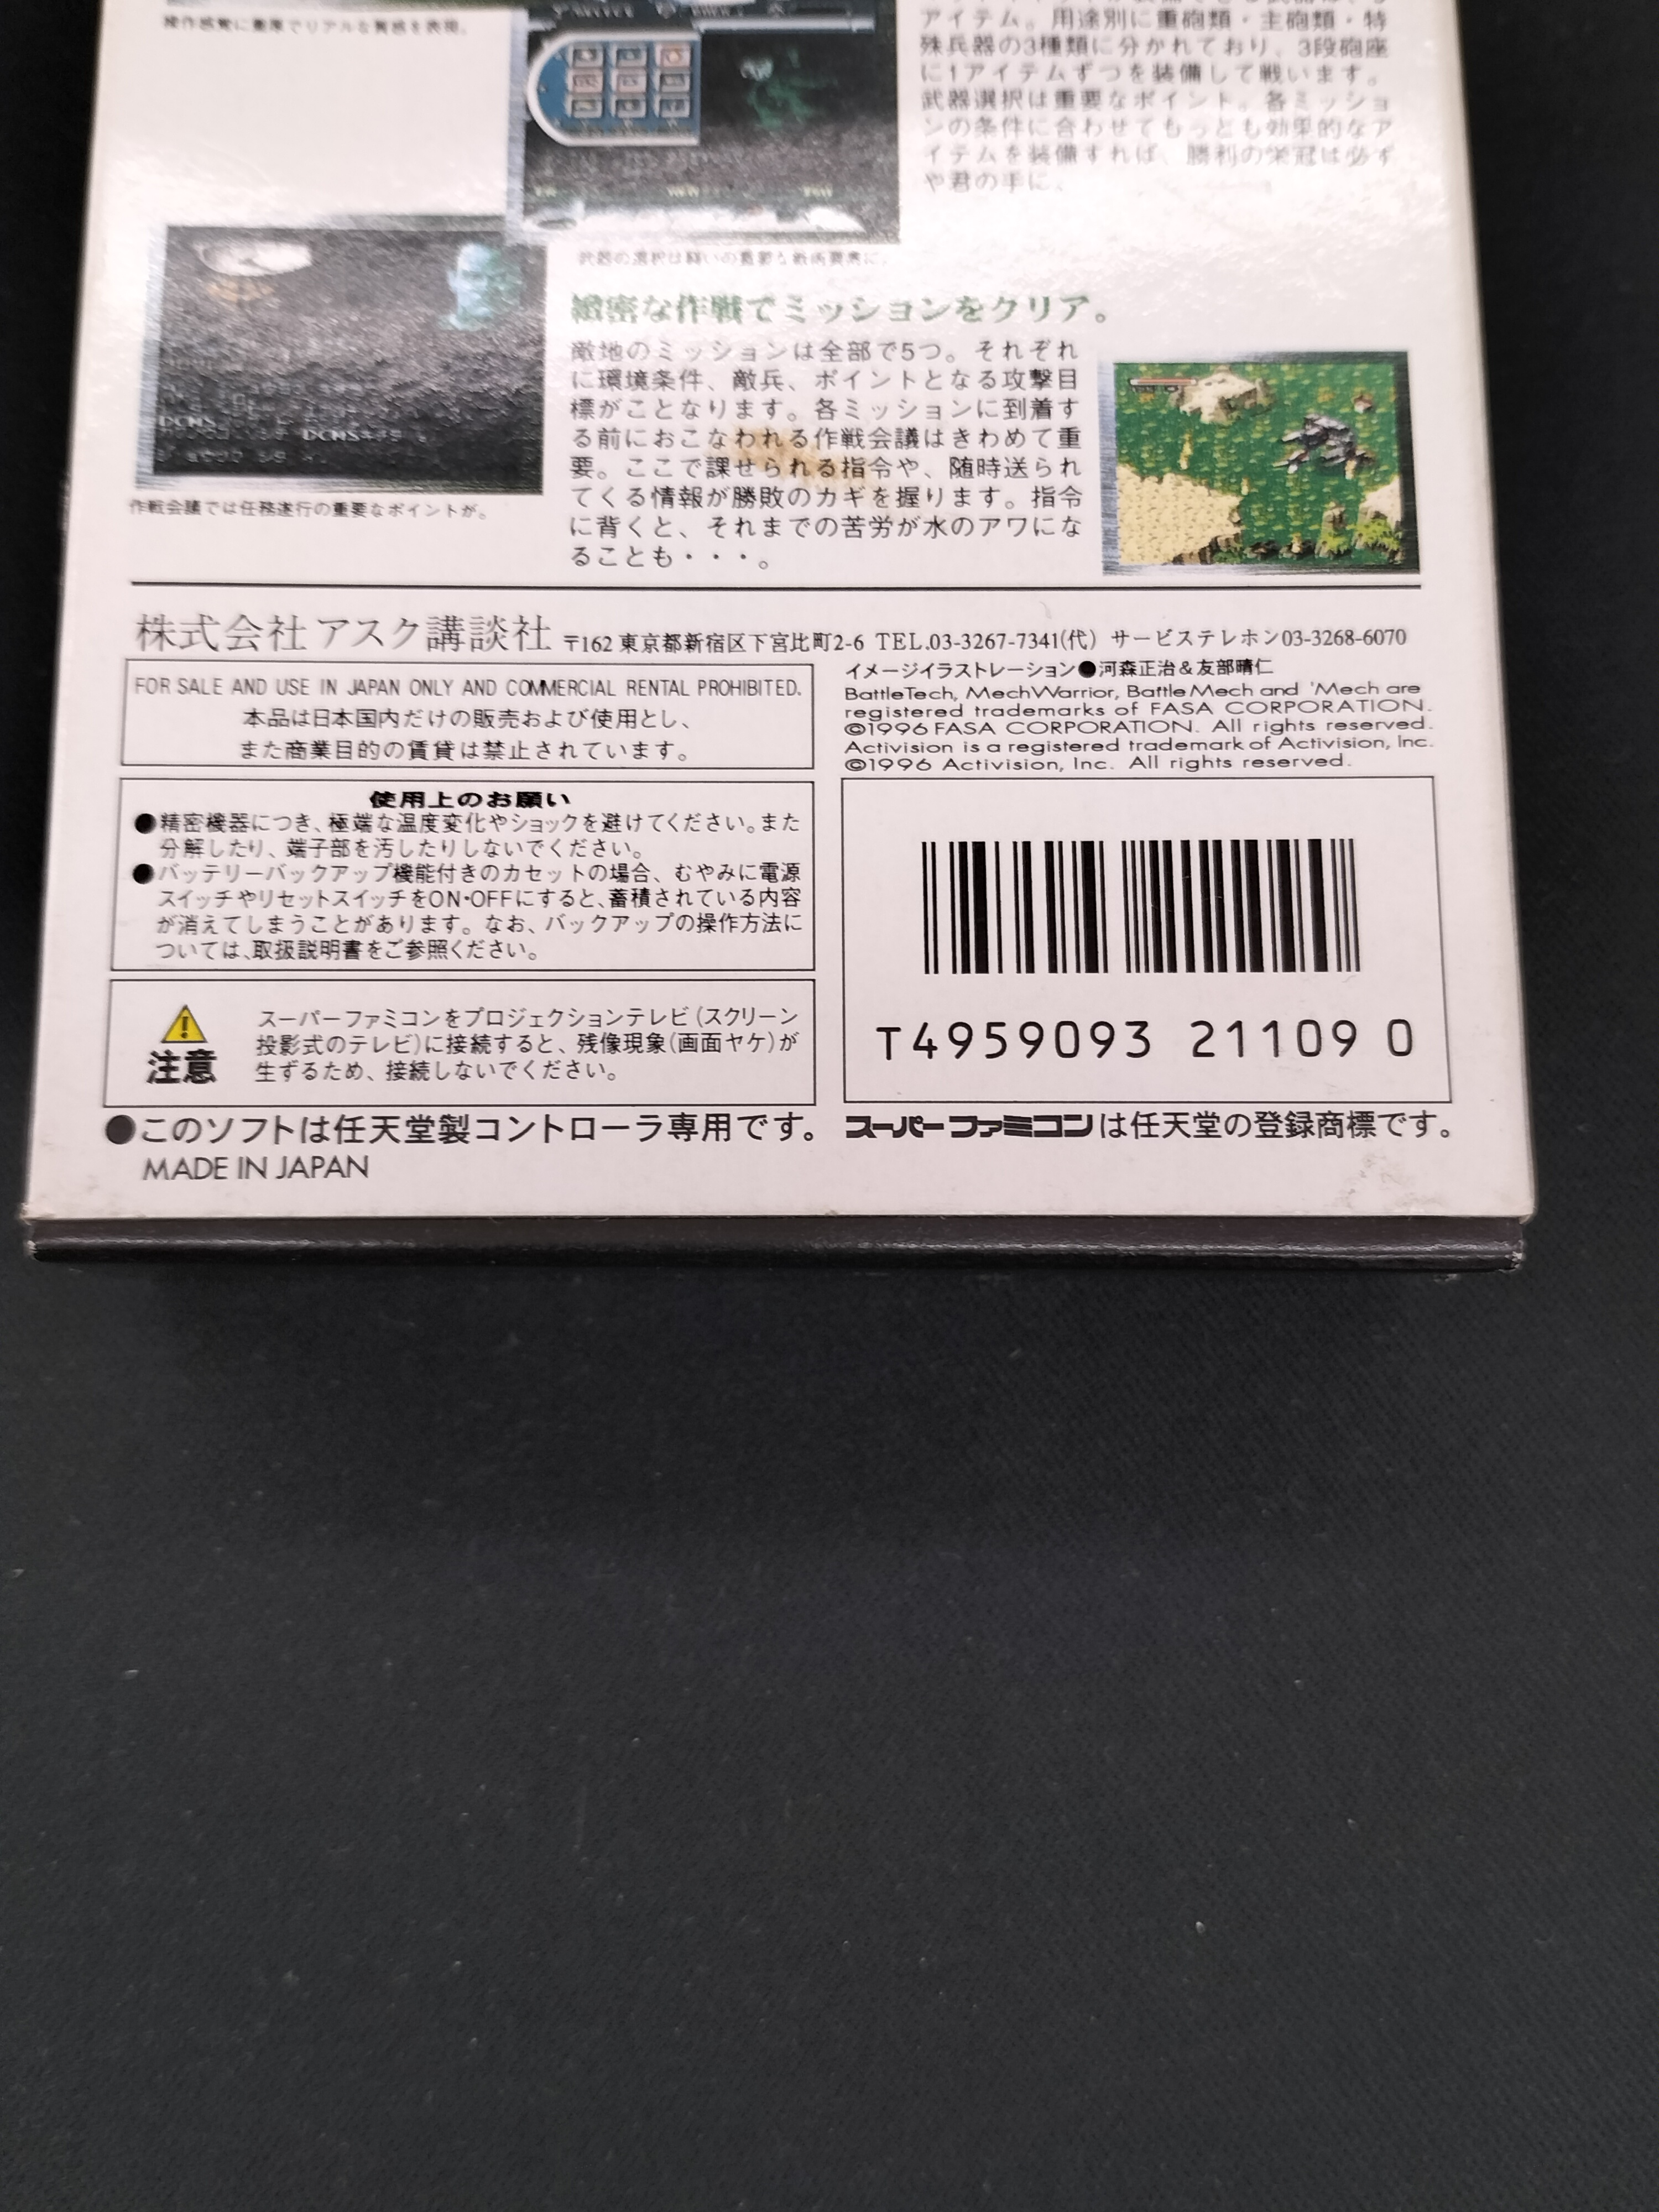 操作感覚に重厚でリアルな質感を表現。
アイテム。用途別に重砲類・主砲類・特
殊兵器の3種類に分かれており、3段砲座
に1アイテムずつを装備して戦います。
武器選択は重要なポイント。各ミッショ
ンの条件に合わせてもっとも効果的なア
イテムを装備すれば、勝利の栄冠は必ず
や君の手に。
緻密な作戦でミッションをクリア。
敵地のミッションは全部で5つ。それぞれ
に環境条件、敵兵、ポイントとなる攻撃目
標がことなります。各ミッションに到着す
る前におこなわれる作戦会議はきわめて重
要。ここで課せられる指令や、随時送られ
てくる情報が勝敗のカギを握ります。指令
に背くと、それまでの苦労が水のアワにな
ることも・・・。
作戦会議では任務遂行の重要なポイントが。
株式会社アスク講談社 〒162 東京都新宿区下宮比町2-6 TEL.03-3267-7341(代) サービステレホン03-3268-6070
FOR SALE AND USE IN JAPAN ONLY AND COMMERCIAL RENTAL PROHIBITED.
本品は日本国内だけの販売および使用とし、
また商業目的の賃貸は禁止されています。
イメージイラストレーション●河森正治&友部晴仁
BattleTech, MechWarrior, BattleMech and 'Mech are
registered trademarks of FASA CORPORATION.
©1996 FASA CORPORATION. All rights reserved.
Activision is a registered trademark of Activision, Inc.
©1996 Activision, Inc. All rights reserved.
使用上のお願い
●精密機器につき、極端な温度変化やショックを避けてください。また
分解したり、端子部を汚したりしないでください。
●バッテリーバックアップ機能付きのカセットの場合、むやみに電源
スイッチやリセットスイッチをON・OFFにすると、蓄積されている内容
が消えてしまうことがあります。なお、バックアップの操作方法に
ついては、取扱説明書をご参照ください。
注意
スーパーファミコンをプロジェクションテレビ(スクリーン
投影式のテレビ)に接続すると、残像現象(画面ヤケ)が
生ずるため、接続しないでください。
T4959093 21109 0
●このソフトは任天堂製コントローラ専用です。
スーパーファミコンは任天堂の登録商標です。
MADE IN JAPAN